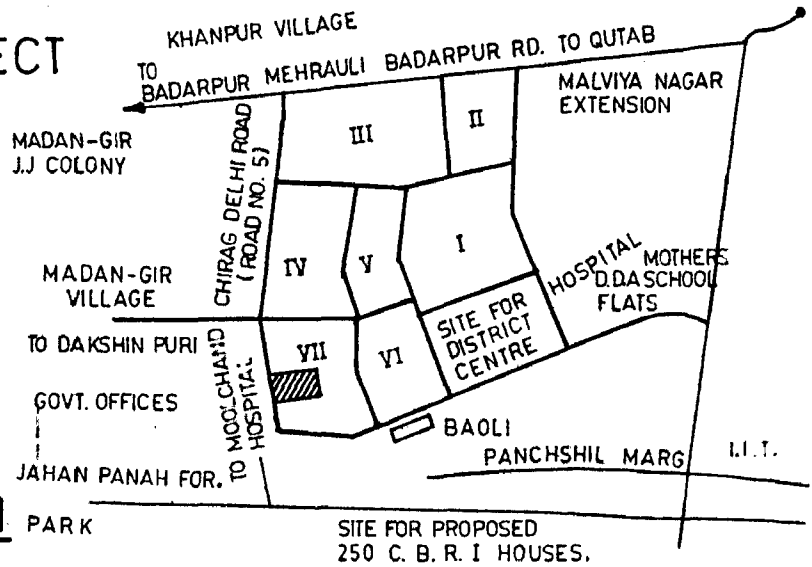 ECT
KHANPUR VILLAGE
TO
BADARPUR MEHRAULI BADARPUR RD. TO QUTAB
MADAN-GIR
J.J COLONY
CHIRAG DELHI ROAD
(ROAD NO. 5)
III
II
MALVIYA NAGAR
EXTENSION
MADAN-GIR
VILLAGE
IV
V
I
HOSPITAL
MOTHERS
D.D.A SCHOOL
FLATS
SITE FOR
DISTRICT
CENTRE
TO DAKSHIN PURI
TO MOOLCHAND
HOSPITAL
VII
VI
GOVT. OFFICES
BAOLI
JAHAN PANAH FOR.
PANCHSHIL MARG
I.I.T.
PARK
SITE FOR PROPOSED
250 C. B. R. I HOUSES.